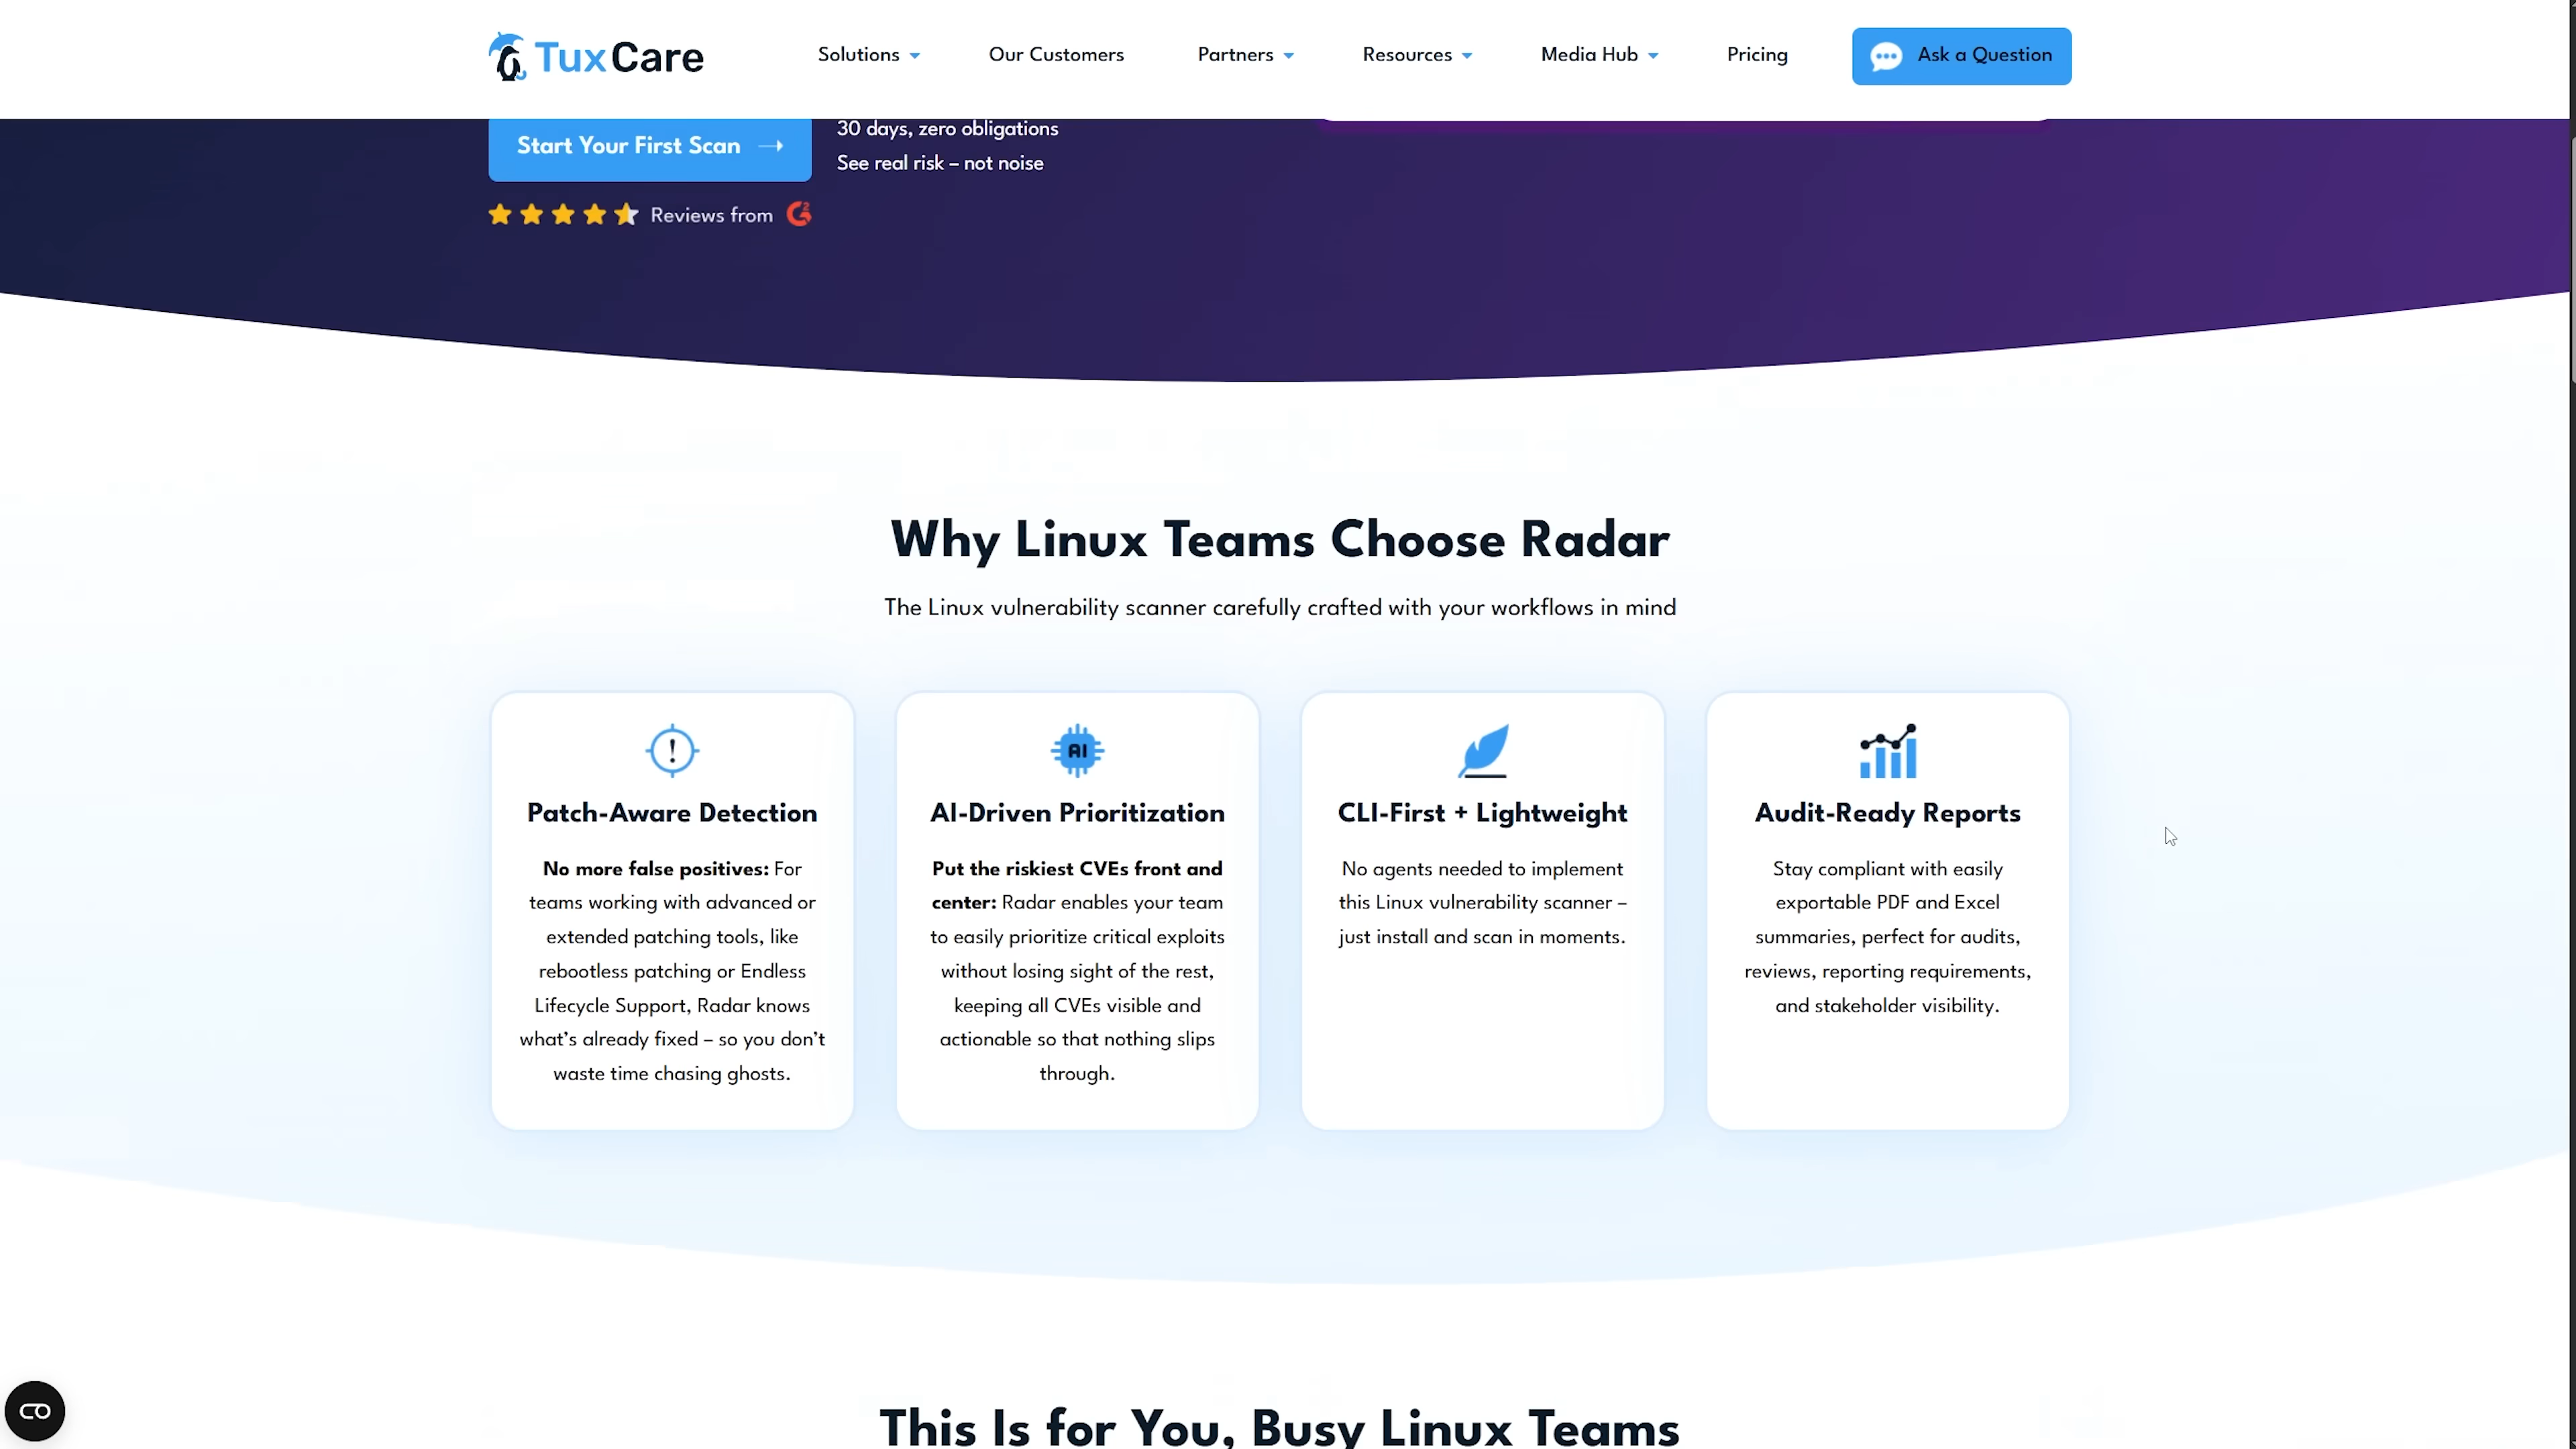 TuxCare
Solutions
Our Customers
Partners
Resources
Media Hub
Pricing
Ask a Question
Start Your First Scan →
30 days, zero obligations
See real risk – not noise
Reviews from G2
Why Linux Teams Choose Radar
The Linux vulnerability scanner carefully crafted with your workflows in mind
!
Patch-Aware Detection
No more false positives: For
teams working with advanced or
extended patching tools, like
rebootless patching or Endless
Lifecycle Support, Radar knows
what's already fixed – so you don't
waste time chasing ghosts.
AI
AI-Driven Prioritization
Put the riskiest CVEs front and
center: Radar enables your team
to easily prioritize critical exploits
without losing sight of the rest,
keeping all CVEs visible and
actionable so that nothing slips
through.
CLI-First + Lightweight
No agents needed to implement
this Linux vulnerability scanner –
just install and scan in moments.
Audit-Ready Reports
Stay compliant with easily
exportable PDF and Excel
summaries, perfect for audits,
reviews, reporting requirements,
and stakeholder visibility.
This Is for You, Busy Linux Teams